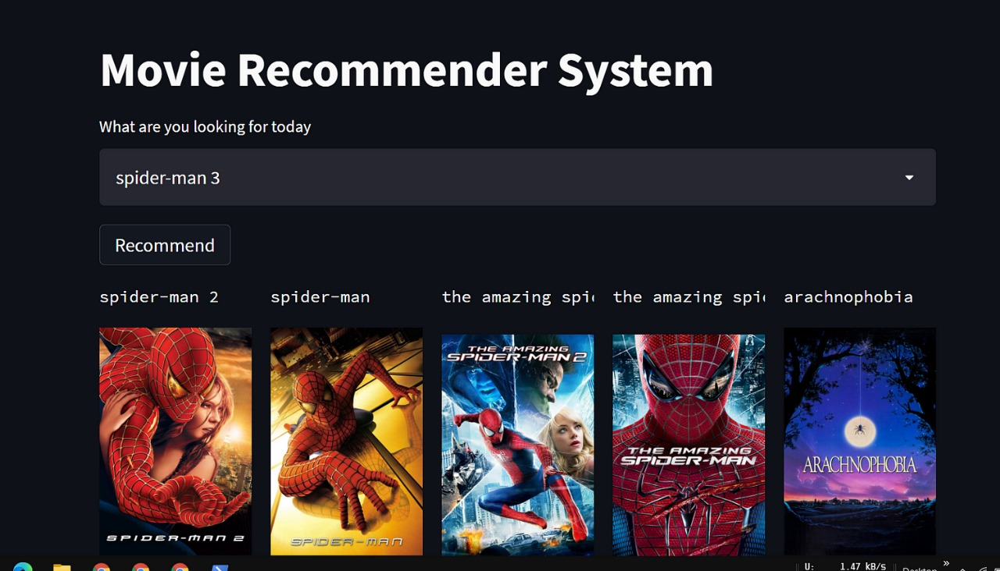 Movie Recommender System
What are you looking for today
spider-man 3
Recommend
spider-man 2
spider-man
the amazing spi
the amazing spi
arachnophobia
SPIDER-MAN 2
SPIDER-MAN
THE AMAZING
SPIDER-MAN 2
THE AMAZING
SPIDER-MAN
ARACHNOPHOBIA
U: 1.47 kB/s
Desktop